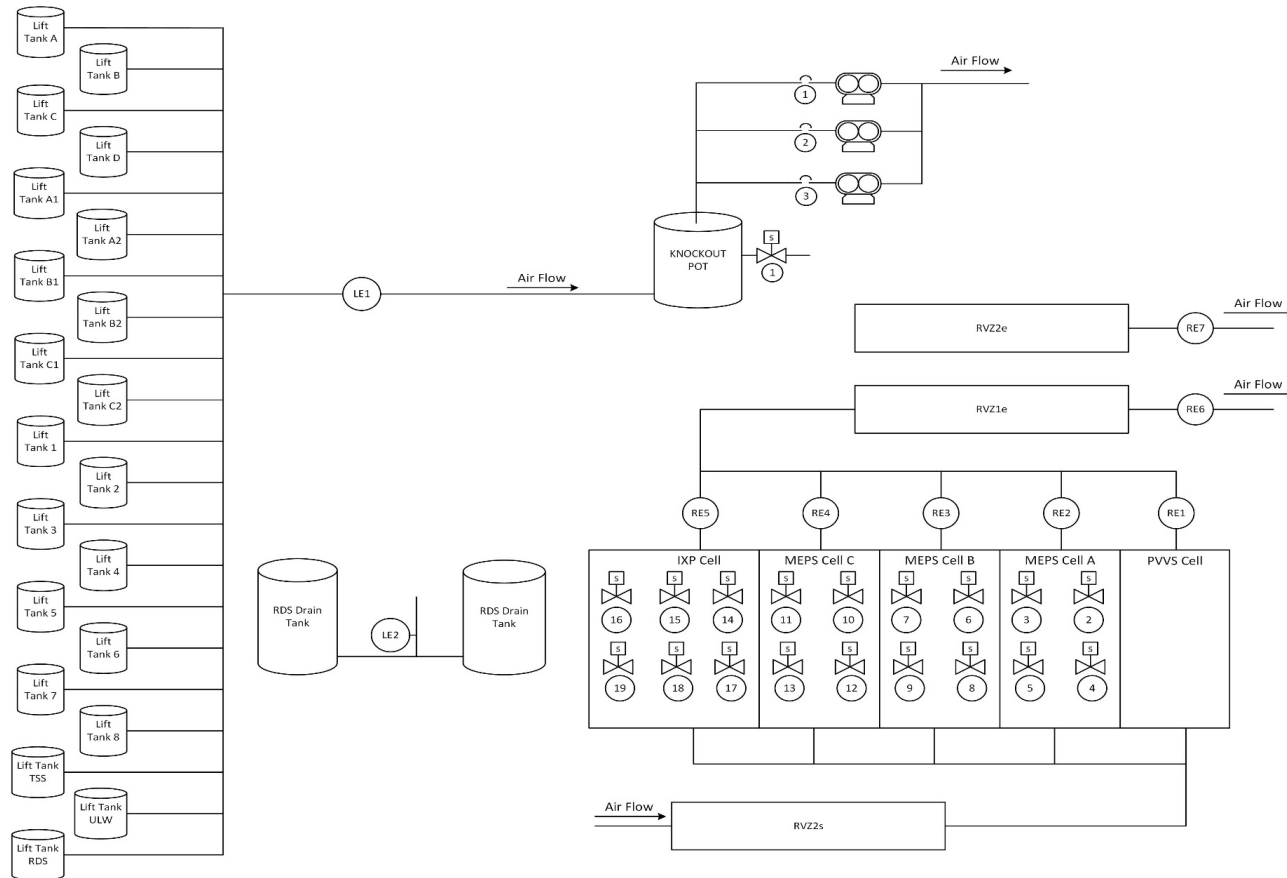 Lift
Tank A
Lift
Tank B
Lift
Tank C
Lift
Tank D
Lift
Tank A1
Lift
Tank A2
Lift
Tank B1
Lift
Tank B2
Lift
Tank C1
Lift
Tank C2
Lift
Tank 1
Lift
Tank 2
Lift
Tank 3
Lift
Tank 4
Lift
Tank 5
Lift
Tank 6
Lift
Tank 7
Lift
Tank 8
Lift Tank
TSS
Lift Tank
ULW
Lift Tank
RDS
LE1
Air Flow
KNOCKOUT
POT
S
1
1
2
3
Air Flow
RVZ2e
RE7
Air Flow
RVZ1e
RE6
Air Flow
RDS Drain
Tank
LE2
RDS Drain
Tank
RE5
RE4
RE3
RE2
RE1
IXP Cell
MEPS Cell C
MEPS Cell B
MEPS Cell A
PVVS Cell
S S S S S S S S S
16 15 14 11 10 7 6 3 2
S S S S S S S S S
19 18 17 13 12 9 8 5 4
Air Flow
RVZ2s